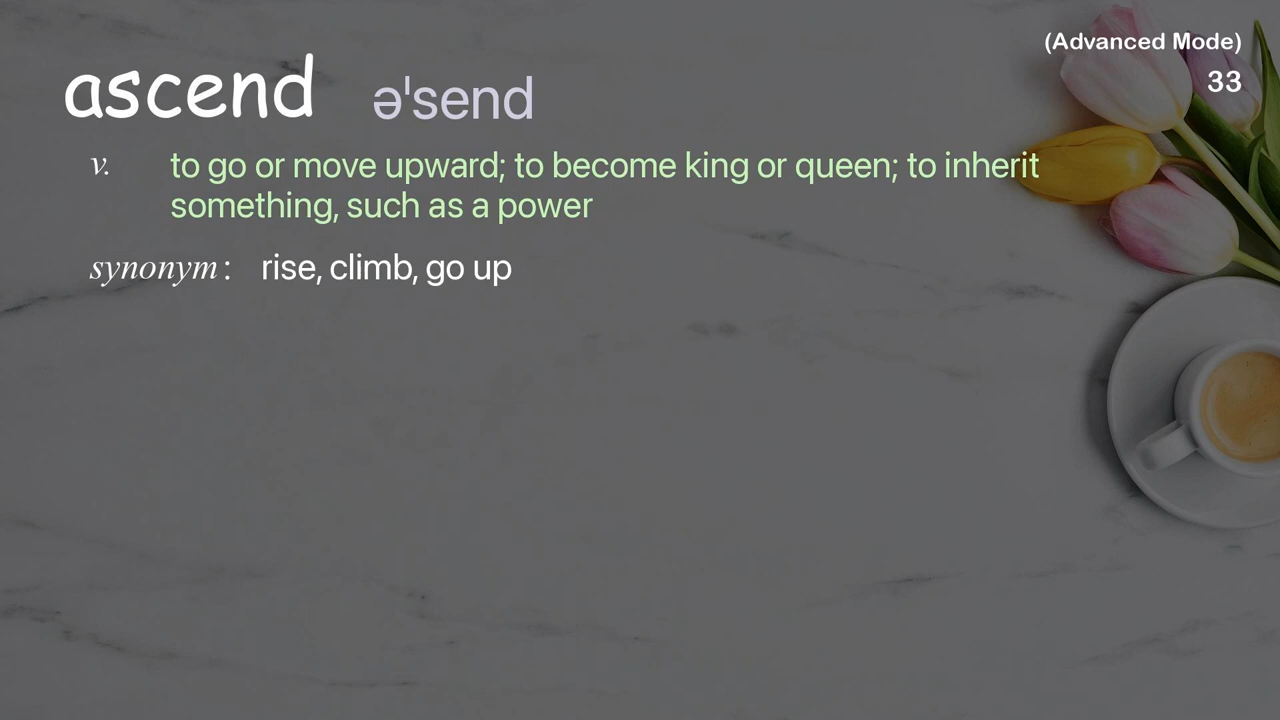 (Advanced Mode)
33
ascend əˈsend
v. to go or move upward; to become king or queen; to inherit
something, such as a power
synonym : rise, climb, go up